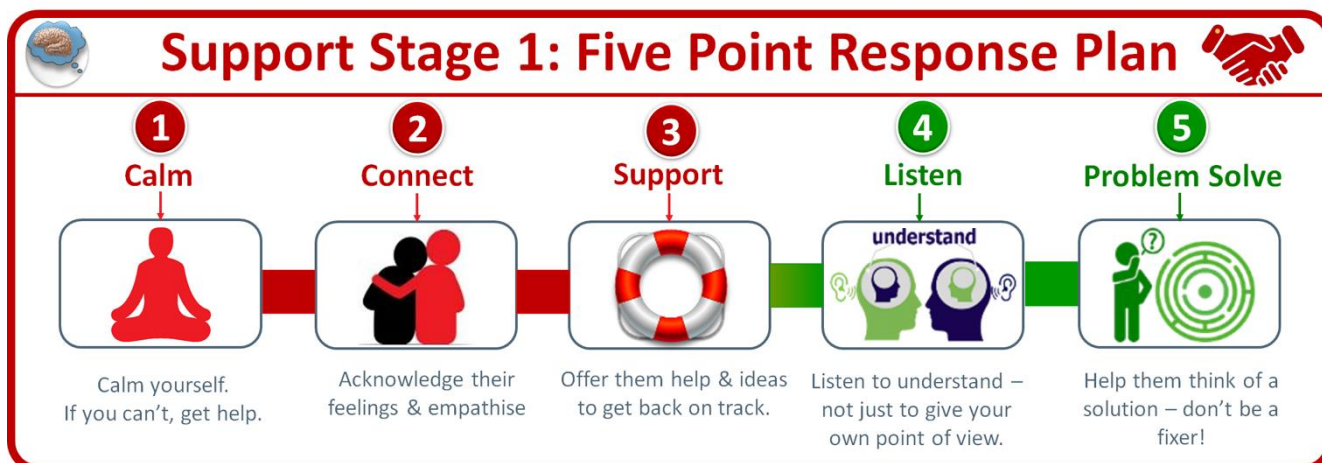 Support Stage 1: Five Point Response Plan
1
Calm
Calm yourself.
If you can't, get help.
2
Connect
Acknowledge their
feelings & empathise
3
Support
Offer them help & ideas
to get back on track.
4
Listen
understand
Listen to understand –
not just to give your
own point of view.
5
Problem Solve
?
Help them think of a
solution – don't be a
fixer!